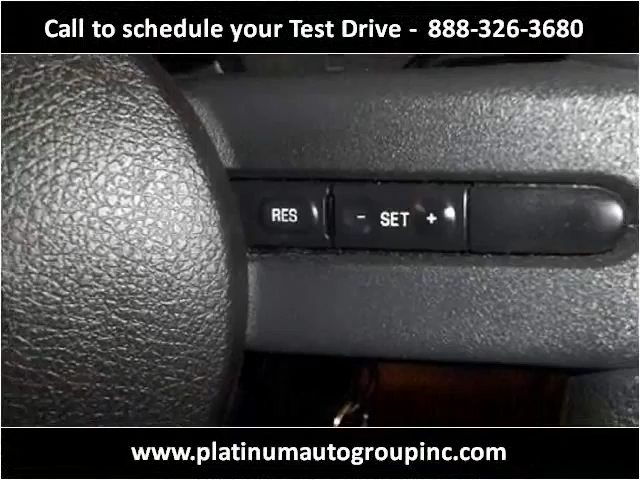 Call to schedule your Test Drive - 888-326-3680
RES - SET +
www.platinumautogroupinc.com